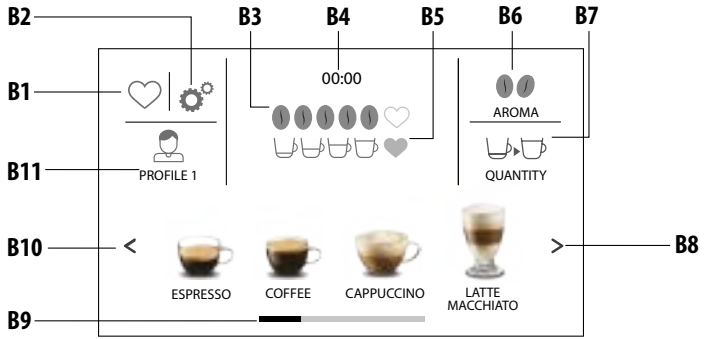 B2 B3 B4 B5 B6 B7
00:00
B1
AROMA
B11
PROFILE 1
QUANTITY
B10 < > B8
ESPRESSO COFFEE CAPPUCCINO LATTE
MACCHIATO
B9